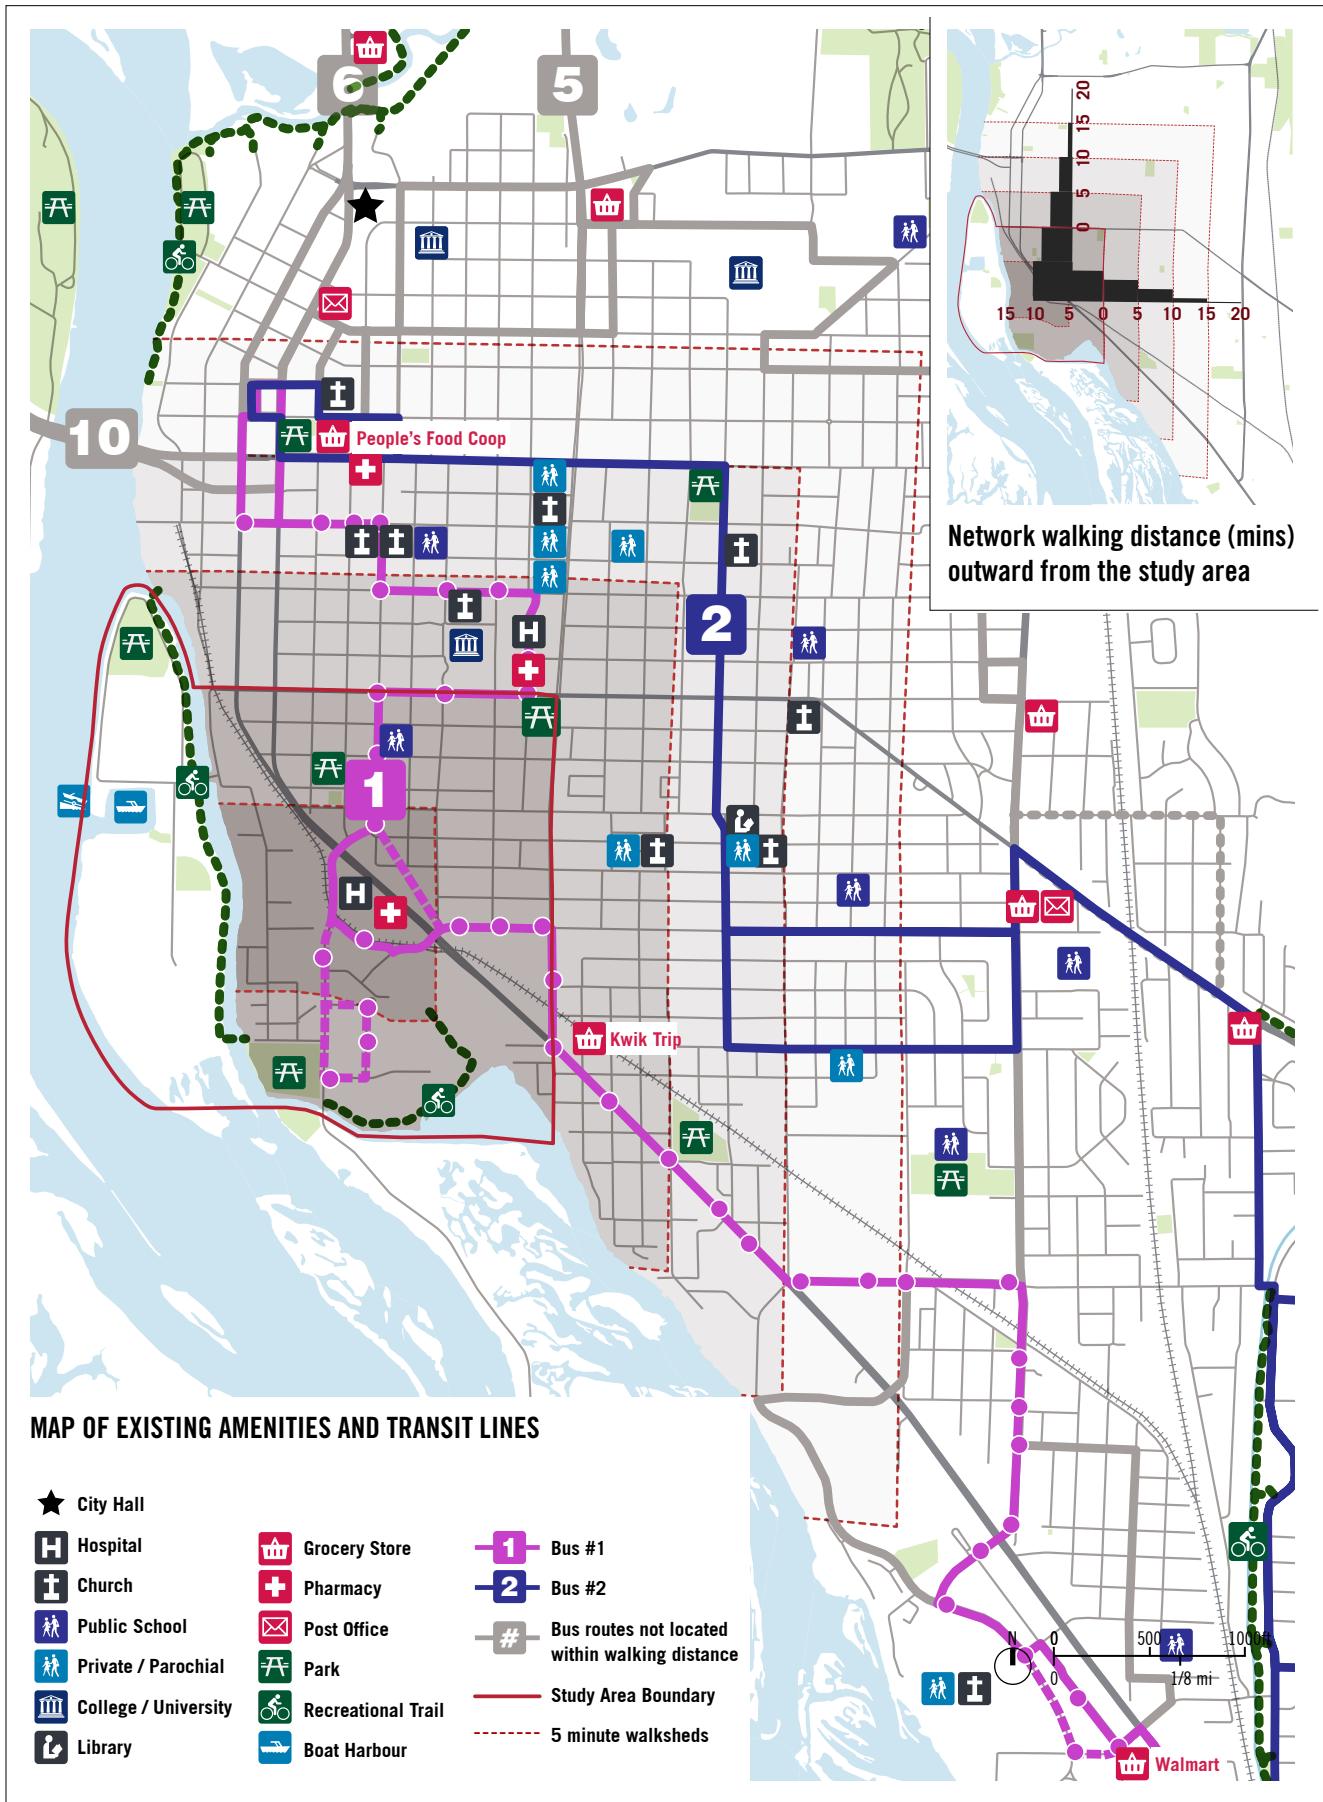 6
5
20
15
10
5
0
15 10 5 0 5 10 15 20
Network walking distance (mins)
outward from the study area
10
People's Food Coop
H
2
1
H
Kwik Trip
MAP OF EXISTING AMENITIES AND TRANSIT LINES
City Hall
H Hospital
Church
Public School
Private / Parochial
College / University
Library
Grocery Store
Pharmacy
Post Office
Park
Recreational Trail
Boat Harbour
1 Bus #1
2 Bus #2
# Bus routes not located
within walking distance
Study Area Boundary
5 minute walksheds
N 0 500 1000ft
0 1/8 mi
Walmart